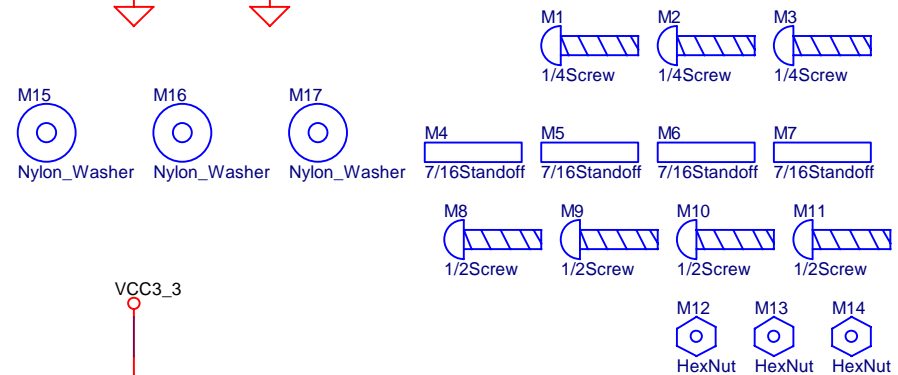 M1 M2 M3
1/4Screw 1/4Screw 1/4Screw
M15 M16 M17
Nylon_Washer Nylon_Washer Nylon_Washer
M4 M5 M6 M7
7/16Standoff 7/16Standoff 7/16Standoff 7/16Standoff
M8 M9 M10 M11
1/2Screw 1/2Screw 1/2Screw 1/2Screw
VCC3_3
M12 M13 M14
HexNut HexNut HexNut